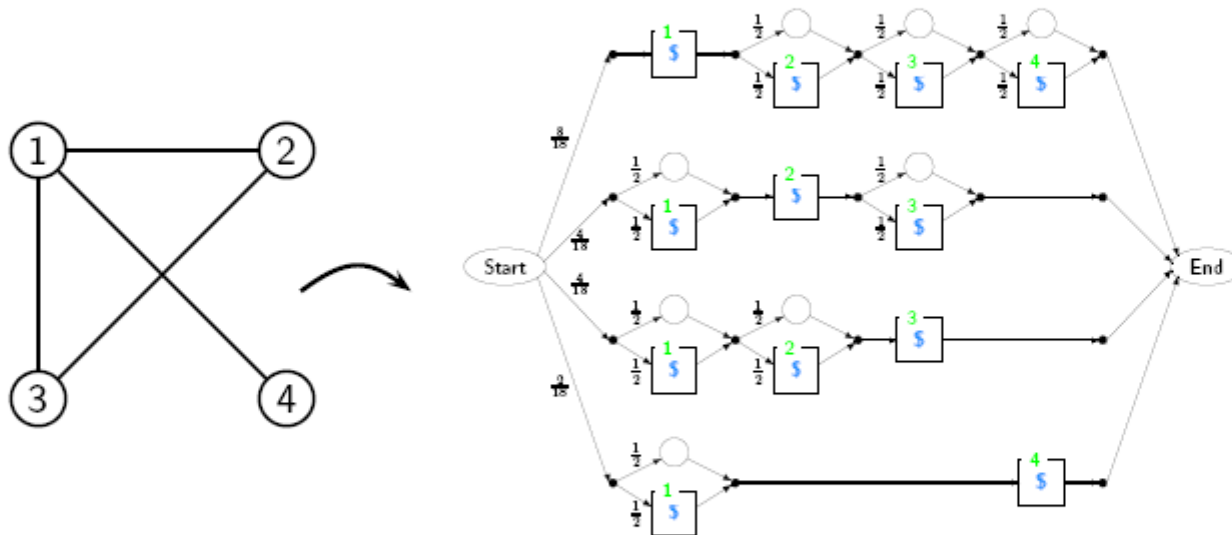 1 2
3 4
1 $ 1/2 2 $ 1/2 1/2 3 $ 1/2 1/2 4 $ 1/2
8/18
1/2 1 $ 1/2 2 $ 1/2 3 $ 1/2
4/18
Start End
4/18
1/2 1 $ 1/2 1/2 2 $ 1/2 3 $
2/18
1/2 1 $ 1/2 4 $